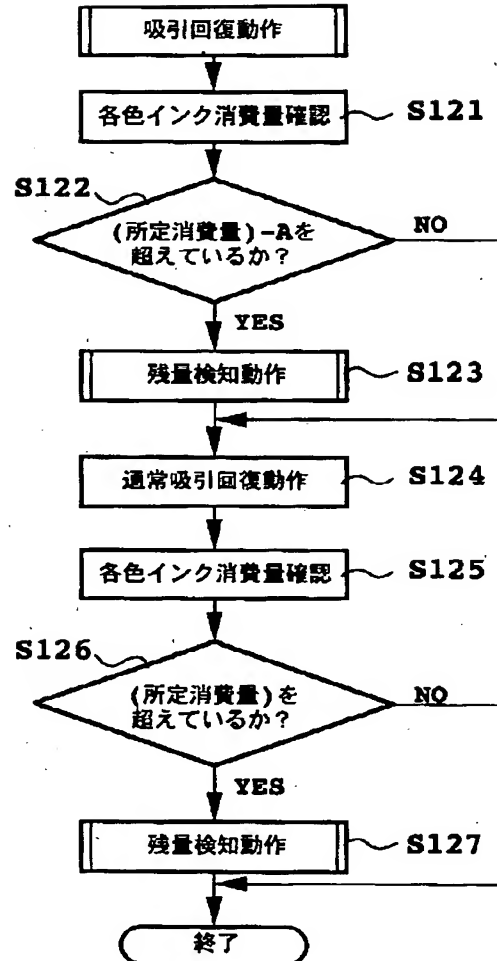 吸引回復動作
各色インク消費量確認
S121
S122
(所定消費量)-Aを
超えているか?
NO
YES
残量検知動作
S123
通常吸引回復動作
S124
各色インク消費量確認
S125
S126
(所定消費量)を
超えているか?
NO
YES
残量検知動作
S127
終了